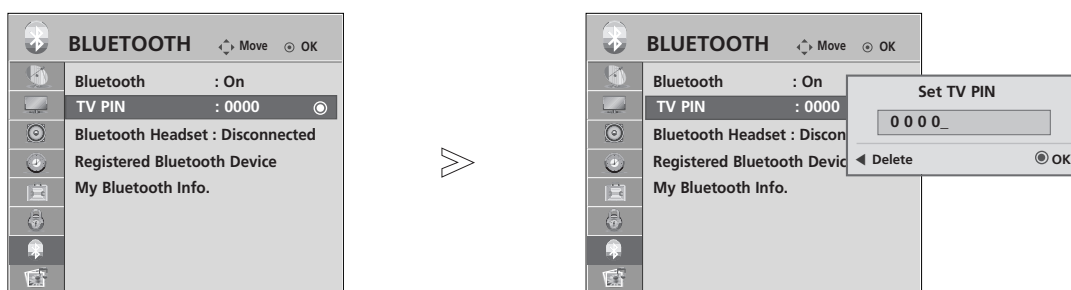 BLUETOOTH Move OK
Bluetooth : On
TV PIN : 0000
Bluetooth Headset : Disconnected
Registered Bluetooth Device
My Bluetooth Info.
BLUETOOTH Move OK
Bluetooth : On
TV PIN : 0000
Bluetooth Headset : Discon
Registered Bluetooth Devic
My Bluetooth Info.
Set TV PIN
0 0 0 0_
Delete OK